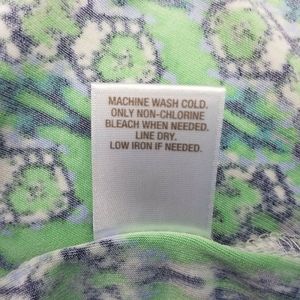 MACHINE WASH COLD.
ONLY NON-CHLORINE
BLEACH WHEN NEEDED.
LINE DRY.
LOW IRON IF NEEDED.